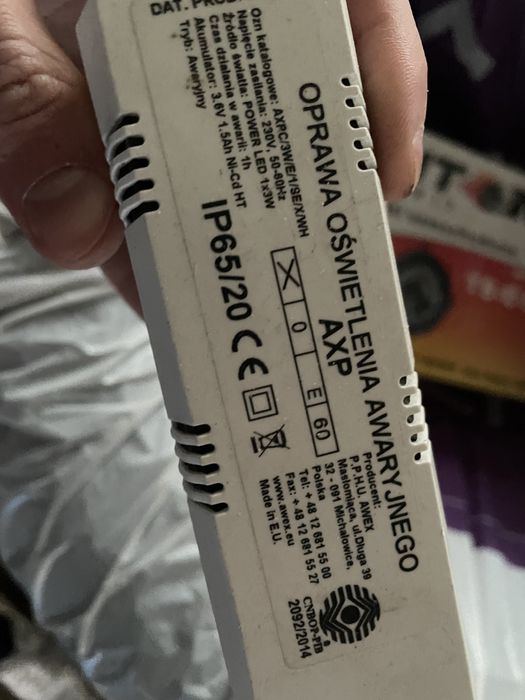 DAT. PROD
OPRAWA OŚWIETLENIA AWARYJNEGO
AXP
Ozn katalogowe: AXPC/3W/E/1/SE/X/WH
Napięcie zasilania: 230V, 50-60Hz
Źródło światła: POWER LED 1x3W
Czas działania w awarii: 1h
Akumulator: 3.6V 1.5Ah Ni-Cd HT
Tryb: Awaryjny
X 0 E 60
IP65/20 CE
Producent:
P.P.H.U. AWEX
Masłomiąca, ul.Długa 39
32 - 091 Michałowice,
Polska
Tel: + 48 12 681 55 00
Fax: + 48 12 681 55 27
www.awex.eu
Made in E.U.
CNBOP-PIB
2092/2014